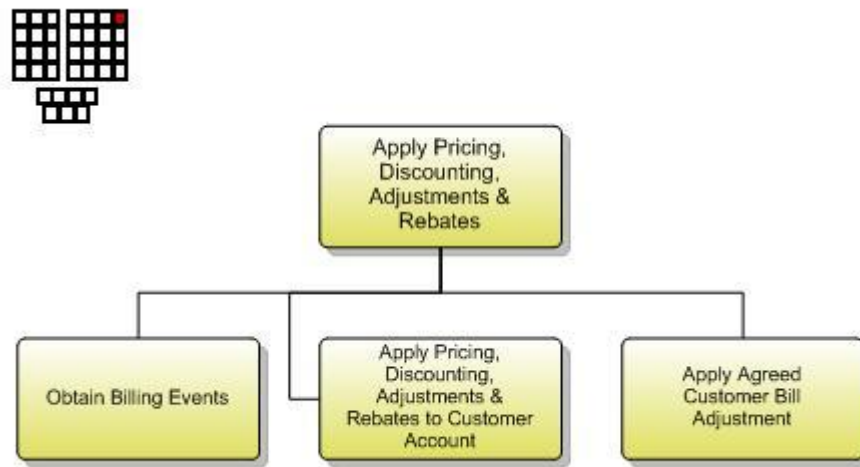 Apply Pricing,
Discounting,
Adjustments &
Rebates
Obtain Billing Events
Apply Pricing,
Discounting,
Adjustments &
Rebates to Customer
Account
Apply Agreed
Customer Bill
Adjustment